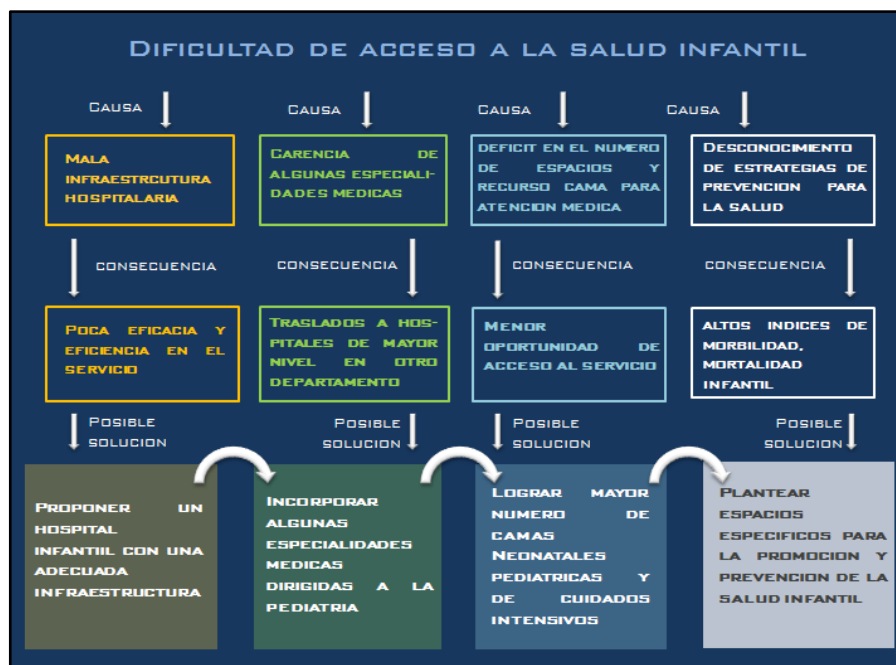 DIFICULTAD DE ACCESO A LA SALUD INFANTIL
CAUSA
CAUSA
CAUSA
CAUSA
MALA
INFRAESTRCUTURA
HOSPITALARIA
CARENCIA DE
ALGUNAS ESPECIALI-
DADES MEDICAS
DEFICIT EN EL NUMERO
DE ESPACIOS Y
RECURSO CAMA PARA
ATENCION MEDICA
DESCONOCIMIENTO
DE ESTRATEGIAS DE
PREVENCION PARA
LA SALUD
CONSECUENCIA
CONSECUENCIA
CONSECUENCIA
CONSECUENCIA
POCA EFICACIA Y
EFICIENCIA EN EL
SERVICIO
TRASLADOS A HOS-
PITALES DE MAYOR
NIVEL EN OTRO
DEPARTAMENTO
MENOR
OPORTUNIDAD DE
ACCESO AL SERVICIO
ALTOS INDICES DE
MORBILIDAD,
MORTALIDAD
INFANTIL
POSIBLE
SOLUCION
POSIBLE
SOLUCION
POSIBLE
SOLUCION
POSIBLE
SOLUCION
PROPONER UN
HOSPITAL
INFANTIIL CON UNA
ADECUADA
INFRAESTRUCTURA
INCORPORAR
ALGUNAS
ESPECIALIDADES
MEDICAS
DIRIGIDAS A LA
PEDIATRIA
LOGRAR MAYOR
NUMERO DE
CAMAS
NEONATALES
PEDIATRICAS Y
DE CUIDADOS
INTENSIVOS
PLANTEAR
ESPACIOS
ESPECIFICOS PARA
LA PROMOCION Y
PREVENCION DE LA
SALUD INFANTIL